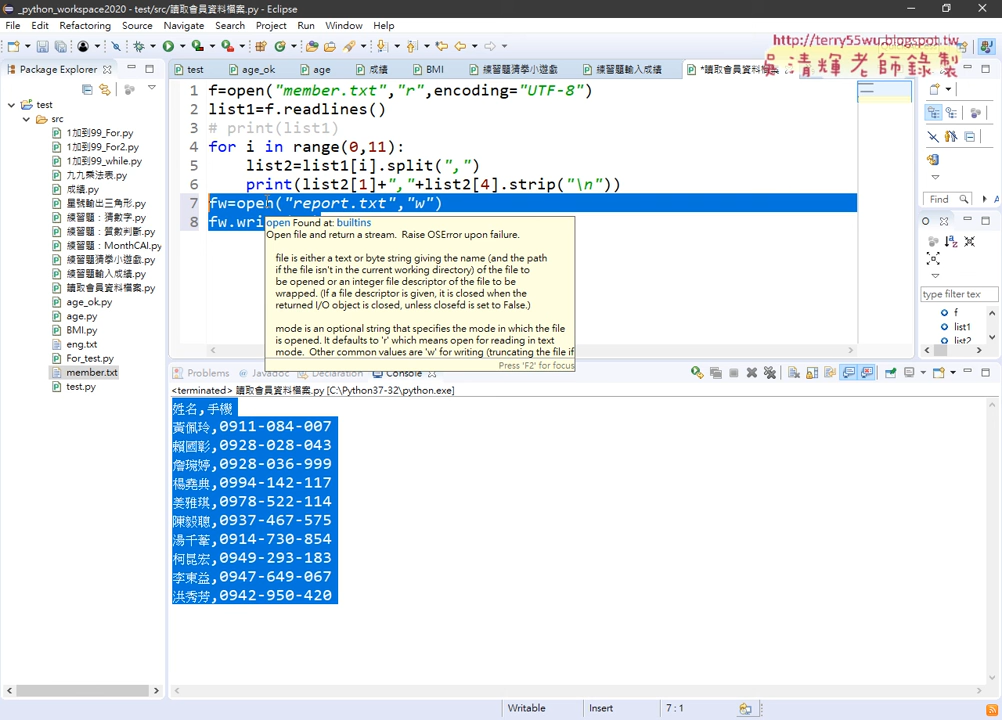 _python_workspace2020 - test/src/讀取會員資料檔案.py - Eclipse
File Edit Refactoring Source Navigate Search Project Run Window Help
http://terry55wu.blogspot.tw
吳清輝老師錄製
Package Explorer
test
src
1加到99_For.py
1加到99_For2.py
1加到99_while.py
九九乘法表.py
成績.py
星號輸出三角形.py
練習題：猜數字.py
練習題：質數判斷.py
練習題：MonthCAl.py
練習題猜拳小遊戲.py
練習題輸入成績.py
讀取會員資料檔案.py
age_ok.py
age.py
BMI.py
eng.txt
For_test.py
member.txt
test.py
test age_ok age 成績 BMI 練習題猜拳小遊戲 練習題輸入成績 *讀取會員資料檔案
1 f=open("member.txt","r",encoding="UTF-8")
2 list1=f.readlines()
3 # print(list1)
4 for i in range(0,11):
5 list2=list1[i].split(",")
6 print(list2[1]+","+list2[4].strip("\n"))
7 fw=open("report.txt","w")
8 fw.wri
open Found at: builtins
Open file and return a stream. Raise OSError upon failure.
file is either a text or byte string giving the name (and the path
if the file isn't in the current working directory) of the file to
be opened or an integer file descriptor of the file to be
wrapped. (If a file descriptor is given, it is closed when the
returned I/O object is closed, unless closefd is set to False.)
mode is an optional string that specifies the mode in which the file
is opened. It defaults to 'r' which means open for reading in text
mode. Other common values are 'w' for writing (truncating the file if
Press 'F2' for focus
Find
All
type filter text
f
list1
list2
Problems Javadoc Declaration Console
<terminated> 讀取會員資料檔案.py [C:\Python37-32\python.exe]
姓名,手機
黃佩玲,0911-084-007
賴國彰,0928-028-043
詹琬婷,0928-036-999
楊堯典,0994-142-117
姜雅琪,0978-522-114
陳毅聰,0937-467-575
湯千葦,0914-730-854
柯昆宏,0949-293-183
李東益,0947-649-067
洪秀芳,0942-950-420
Writable Insert 7 : 1